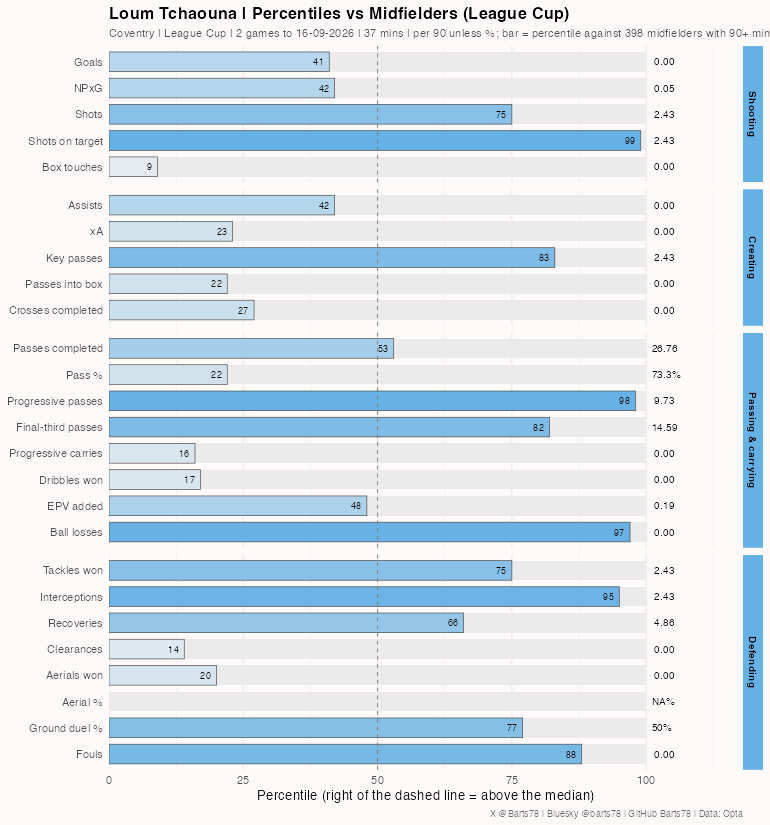 Loum Tchaouna | Percentiles vs Midfielders (League Cup)
Coventry | League Cup | 2 games to 16-09-2026 | 37 mins | per 90 unless %; bar = percentile against 398 midfielders with 90+ min
Shooting
Goals 41 0.00
NPxG 42 0.05
Shots 75 2.43
Shots on target 99 2.43
Box touches 9 0.00
Creating
Assists 42 0.00
xA 23 0.00
Key passes 83 2.43
Passes into box 22 0.00
Crosses completed 27 0.00
Passing & carrying
Passes completed 53 26.76
Pass % 22 73.3%
Progressive passes 98 9.73
Final-third passes 82 14.59
Progressive carries 16 0.00
Dribbles won 17 0.00
EPV added 48 0.19
Ball losses 97 0.00
Defending
Tackles won 75 2.43
Interceptions 95 2.43
Recoveries 66 4.86
Clearances 14 0.00
Aerials won 20 0.00
Aerial % NA%
Ground duel % 77 50%
Fouls 88 0.00
0 25 50 75 100
Percentile (right of the dashed line = above the median)
X @Barts78 | Bluesky @barts78 | GitHub Barts78 | Data: Opta